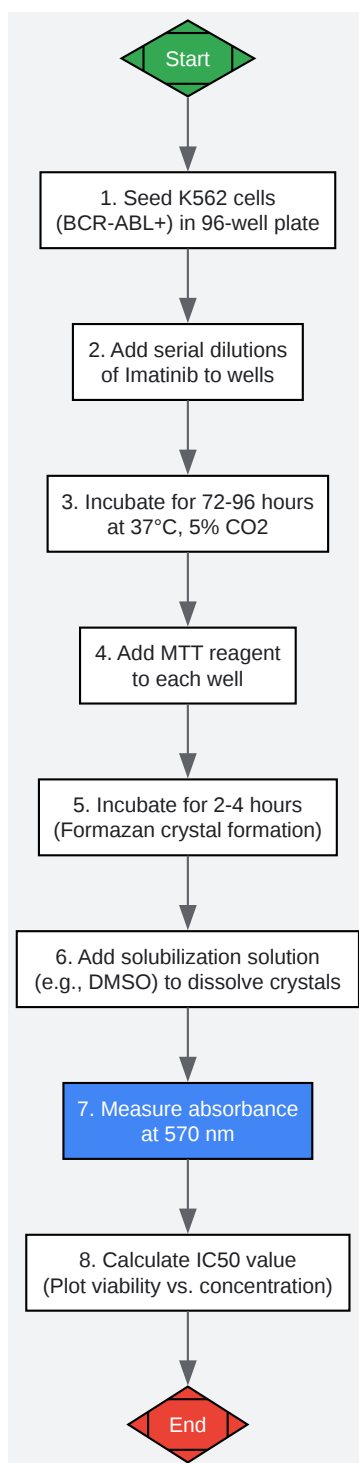 Start
1. Seed K562 cells
(BCR-ABL+) in 96-well plate
2. Add serial dilutions
of Imatinib to wells
3. Incubate for 72-96 hours
at 37°C, 5% CO2
4. Add MTT reagent
to each well
5. Incubate for 2-4 hours
(Formazan crystal formation)
6. Add solubilization solution
(e.g., DMSO) to dissolve crystals
7. Measure absorbance
at 570 nm
8. Calculate IC50 value
(Plot viability vs. concentration)
End